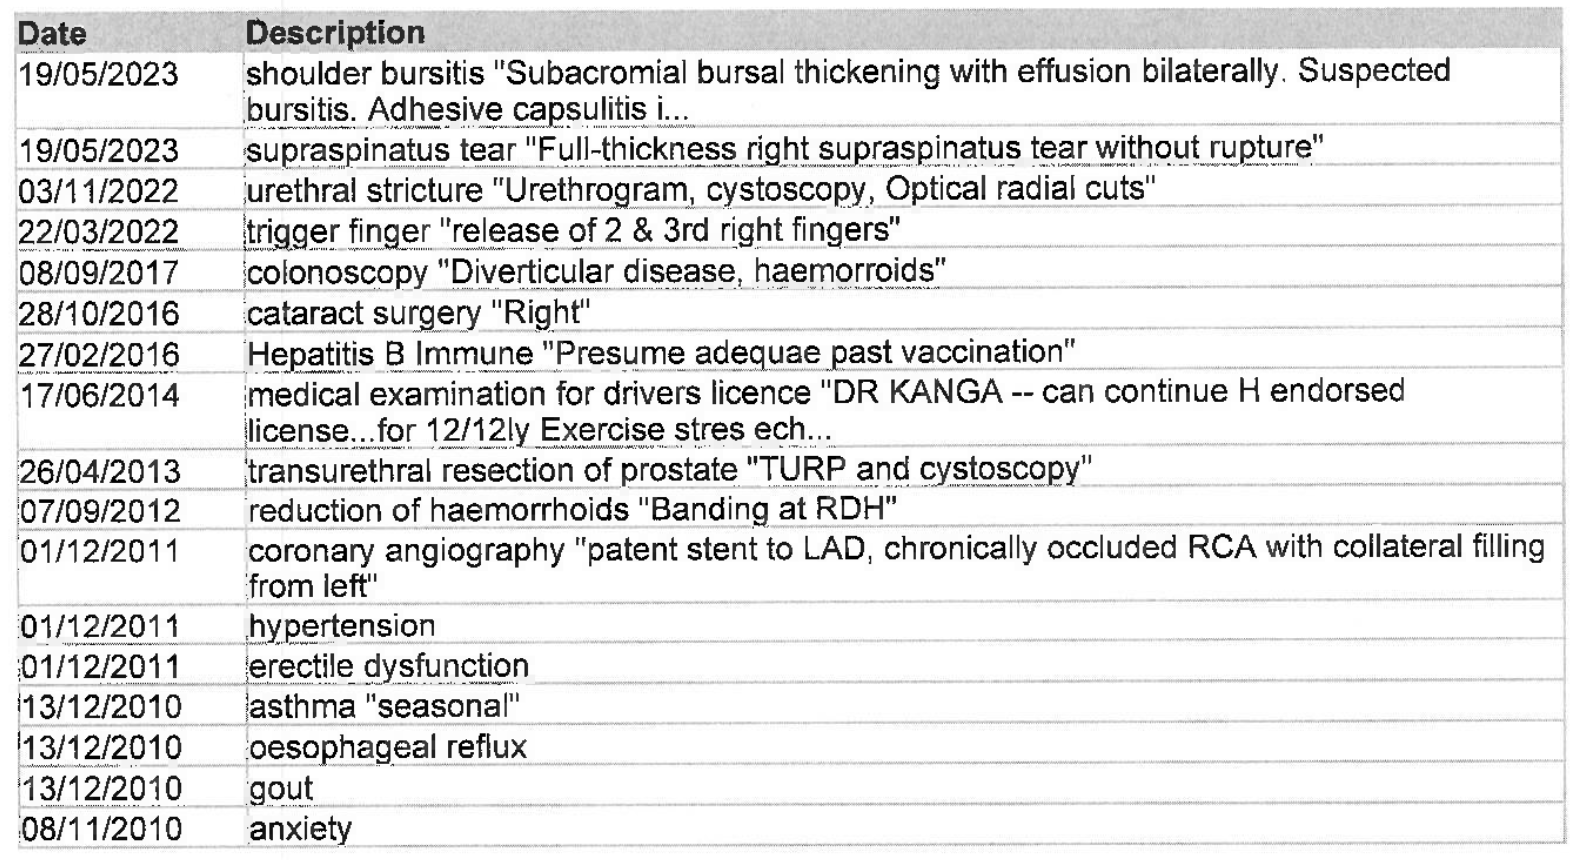 Date Description
19/05/2023 shoulder bursitis "Subacromial bursal thickening with effusion bilaterally. Suspected
bursitis. Adhesive capsulitis i...
19/05/2023 supraspinatus tear "Full-thickness right supraspinatus tear without rupture"
03/11/2022 urethral stricture "Urethrogram, cystoscopy, Optical radial cuts"
22/03/2022 trigger finger "release of 2 & 3rd right fingers"
08/09/2017 colonoscopy "Diverticular disease, haemorroids"
28/10/2016 cataract surgery "Right"
27/02/2016 Hepatitis B Immune "Presume adequae past vaccination"
17/06/2014 medical examination for drivers licence "DR KANGA -- can continue H endorsed
license...for 12/12ly Exercise stres ech...
26/04/2013 transurethral resection of prostate "TURP and cystoscopy"
07/09/2012 reduction of haemorrhoids "Banding at RDH"
01/12/2011 coronary angiography "patent stent to LAD, chronically occluded RCA with collateral filling
from left"
01/12/2011 hypertension
01/12/2011 erectile dysfunction
13/12/2010 asthma "seasonal"
13/12/2010 oesophageal reflux
13/12/2010 gout
08/11/2010 anxiety